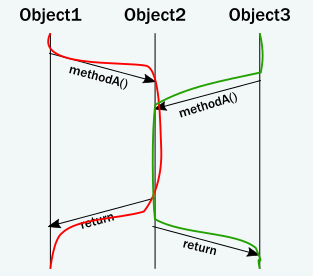 Object1 Object2 Object3
methodA()
methodA()
return
return